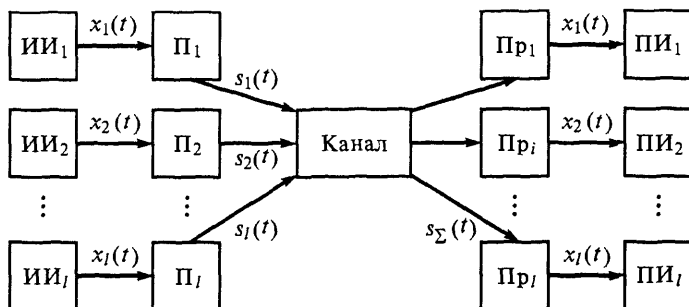 x₁(t) x₁(t)
ИИ₁ П₁ Пр₁ ПИ₁
s₁(t)
x₂(t) x₂(t)
ИИ₂ П₂ s₂(t) Канал Прᵢ ПИ₂
⋮ ⋮ ⋮ ⋮
sₗ(t) s_Σ(t)
xₗ(t) xₗ(t)
ИИₗ Пₗ Прₗ ПИₗ